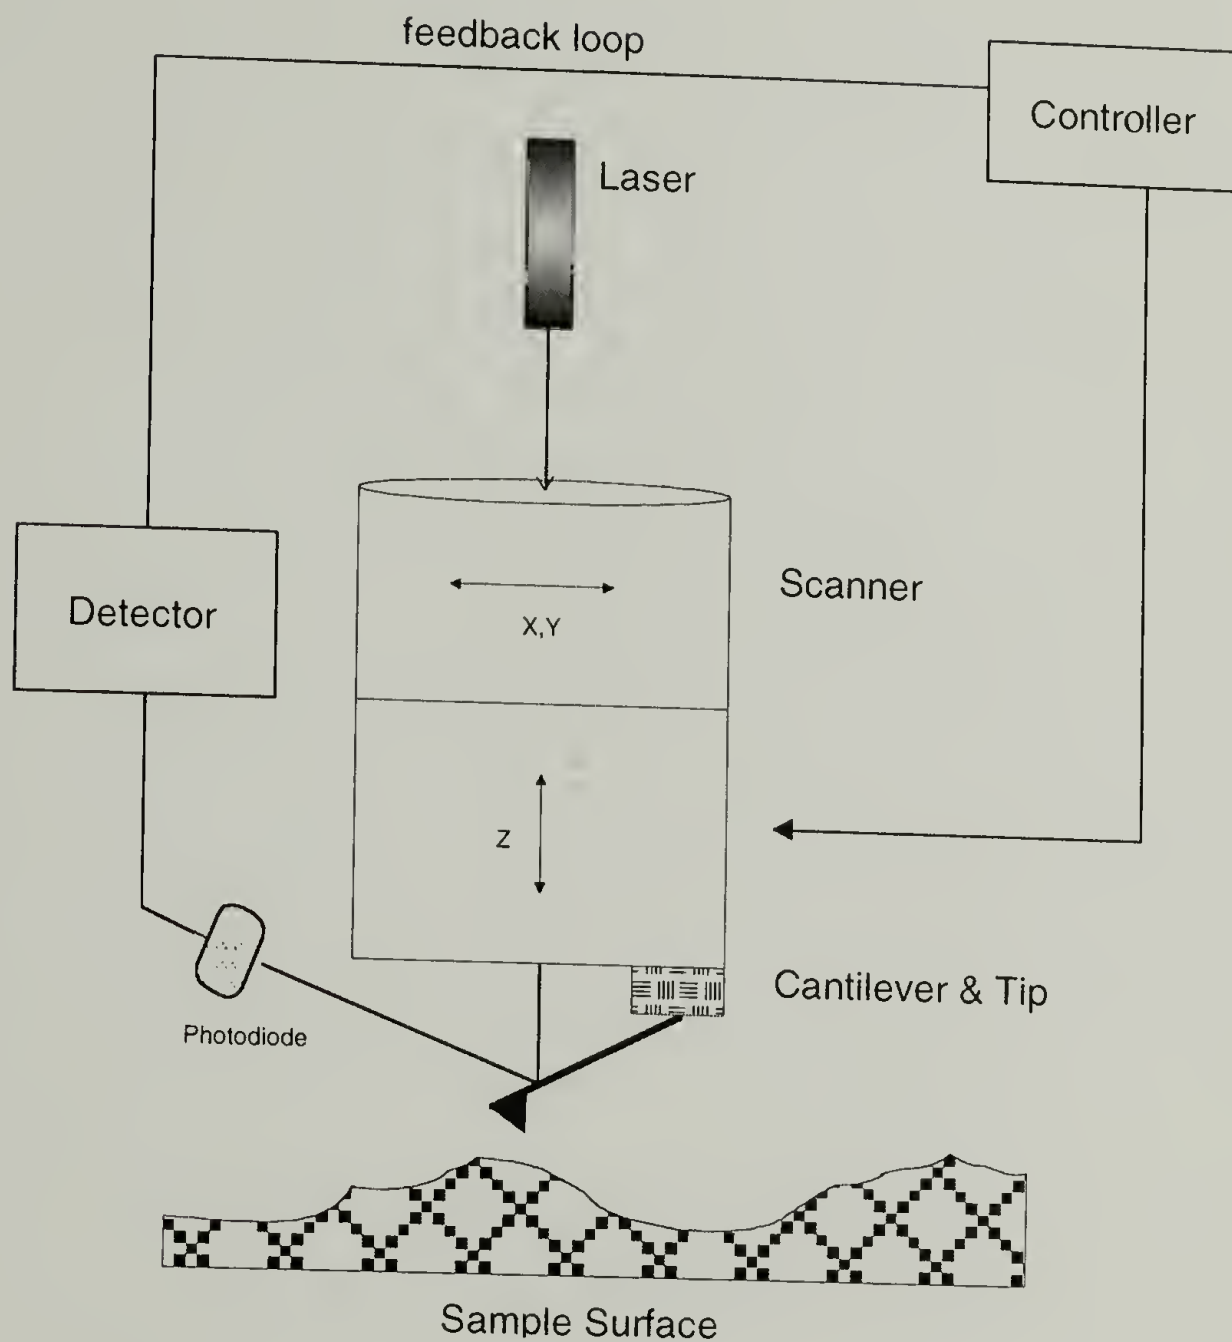 feedback loop
Controller
Laser
Scanner
Detector
X,Y
Z
Cantilever & Tip
Photodiode
Sample Surface